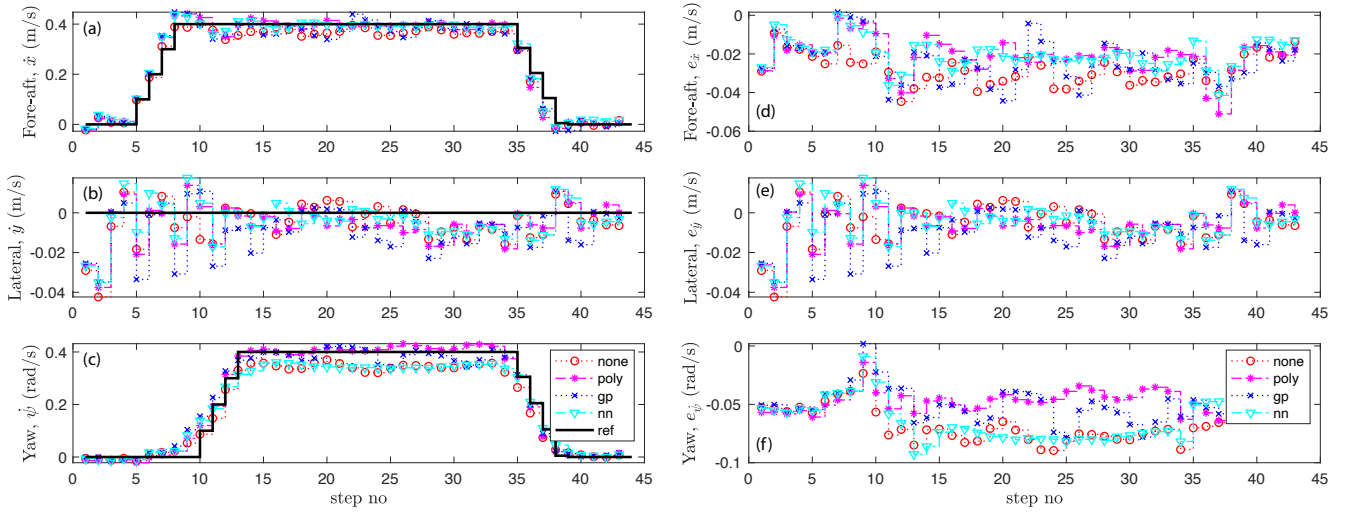 Fore-aft, ẋ (m/s)
(a)
0.4
0.2
0
0 5 10 15 20 25 30 35 40 45
Fore-aft, eẋ (m/s)
(d)
0
-0.02
-0.04
-0.06
0 5 10 15 20 25 30 35 40 45
Lateral, ẏ (m/s)
(b)
0
-0.02
-0.04
0 5 10 15 20 25 30 35 40 45
Lateral, eẏ (m/s)
(e)
0
-0.02
-0.04
0 5 10 15 20 25 30 35 40 45
Yaw, ψ̇ (rad/s)
(c)
0.4
0.2
0
0 5 10 15 20 25 30 35 40 45
step no
none
poly
gp
nn
ref
Yaw, eψ̇ (rad/s)
(f)
0
-0.05
-0.1
0 5 10 15 20 25 30 35 40 45
step no
none
poly
gp
nn